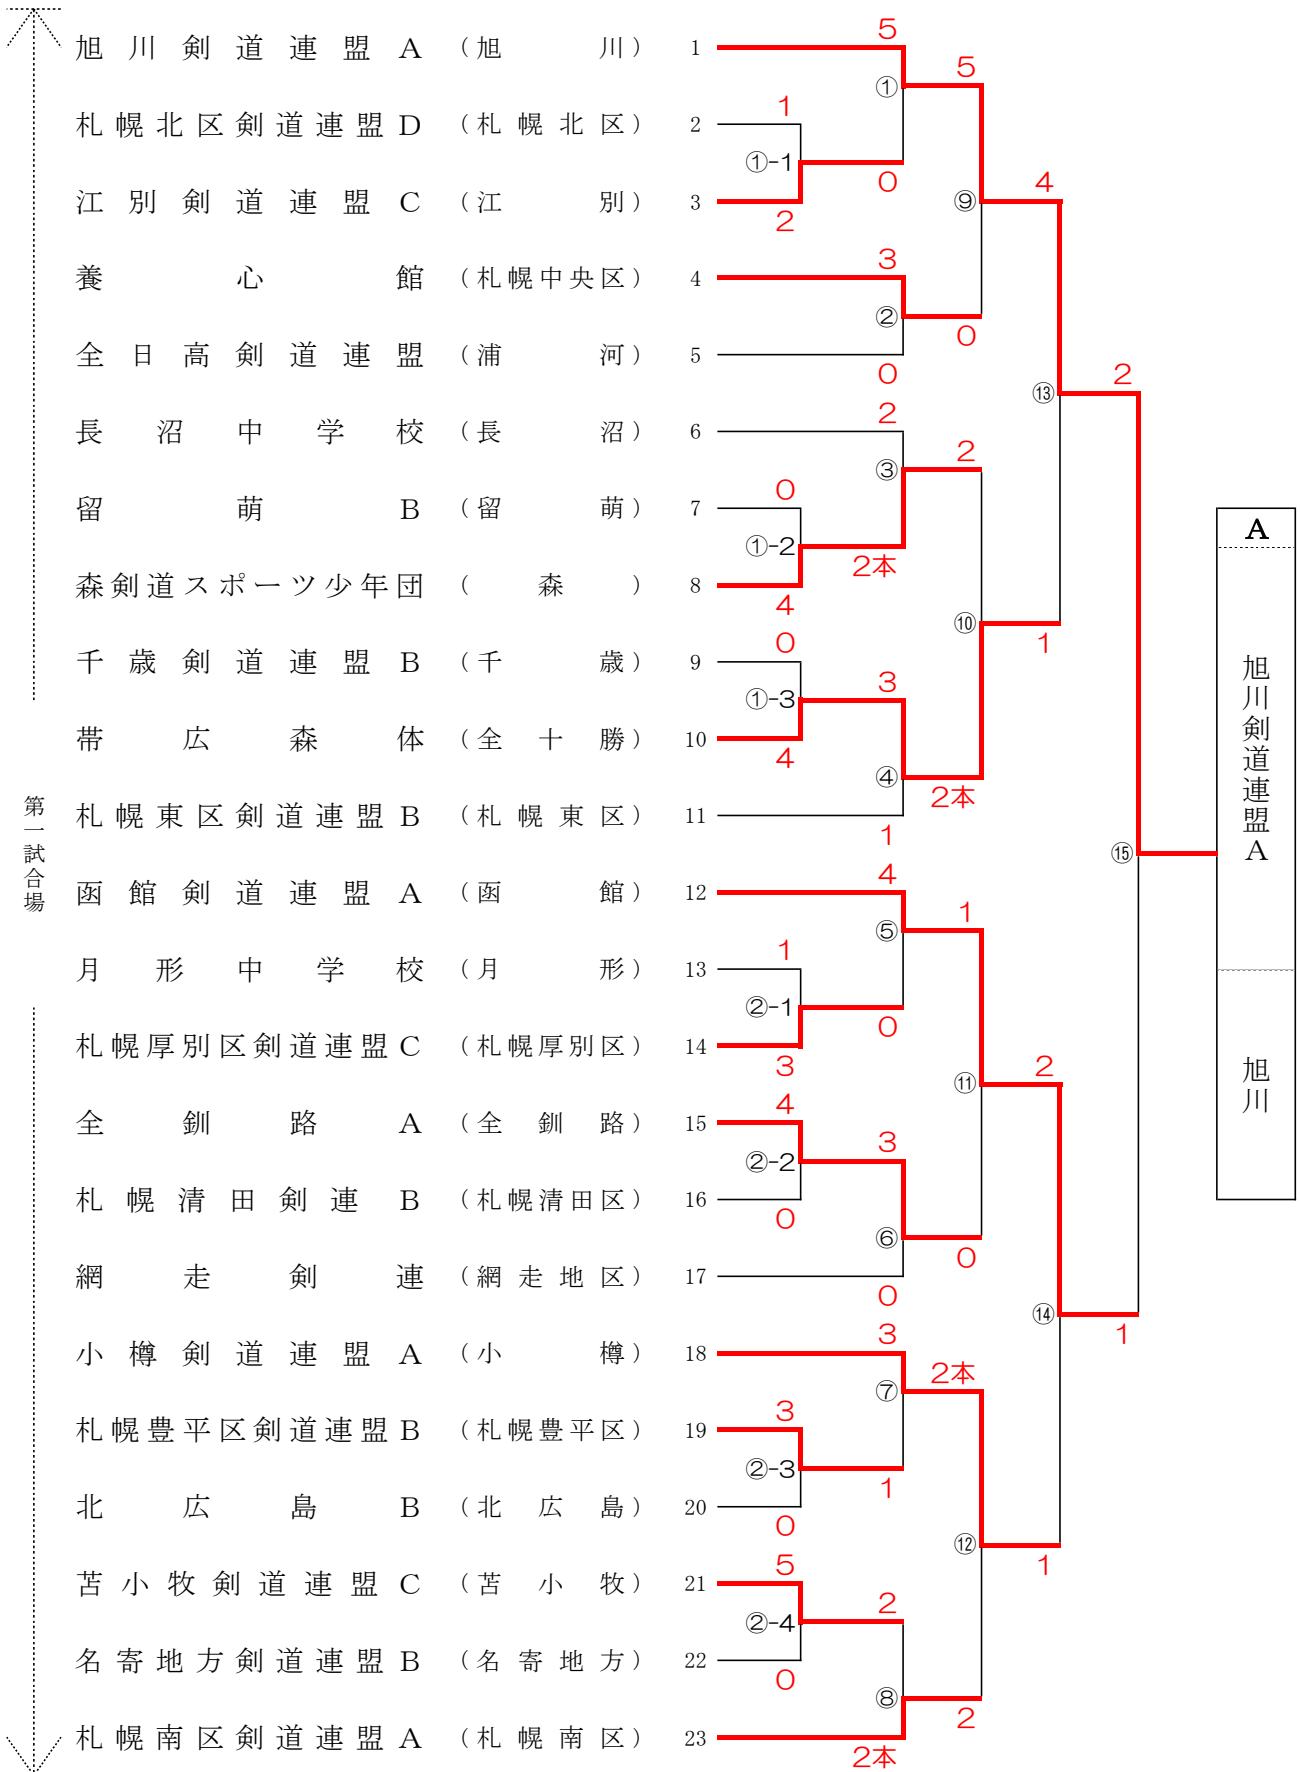 旭川剣道連盟A (旭川) 1
札幌北区剣道連盟D (札幌北区) 2
江別剣道連盟C (江別) 3
養心館 (札幌中央区) 4
全日高剣道連盟 (浦河) 5
長沼中学校 (長沼) 6
留萌B (留萌) 7
森剣道スポーツ少年団 (森) 8
千歳剣道連盟B (千歳) 9
帯広森体 (全十勝) 10
札幌東区剣道連盟B (札幌東区) 11
函館剣道連盟A (函館) 12
月形中学校 (月形) 13
札幌厚別区剣道連盟C (札幌厚別区) 14
全釧路A (全釧路) 15
札幌清田剣連B (札幌清田区) 16
網走剣連 (網走地区) 17
小樽剣道連盟A (小樽) 18
札幌豊平区剣道連盟B (札幌豊平区) 19
北広島B (北広島) 20
苫小牧剣道連盟C (苫小牧) 21
名寄地方剣道連盟B (名寄地方) 22
札幌南区剣道連盟A (札幌南区) 23
第一試合場
1
①-1
2
0
①-2
4
0
①-3
4
1
②-1
3
4
②-2
0
3
②-3
0
5
②-4
0
5
①
0
3
②
0
2
③
2本
3
④
1
4
⑤
0
3
⑥
0
3
⑦
1
2
⑧
2本
5
⑨
0
2
⑩
2本
1
⑪
0
2本
⑫
2
4
⑬
1
2
⑭
1
2
⑮
1
A
旭川剣道連盟A
旭川